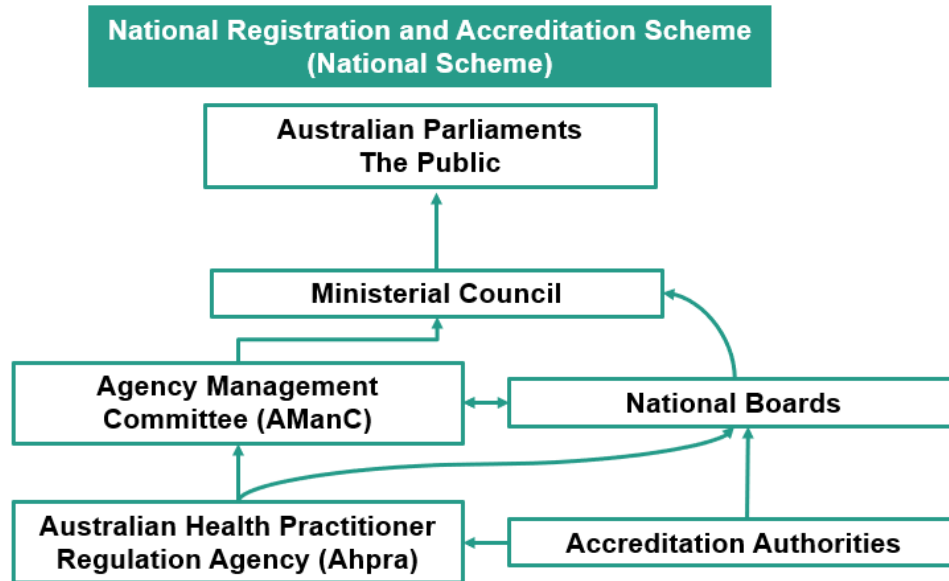 National Registration and Accreditation Scheme
(National Scheme)
Australian Parliaments
The Public
Ministerial Council
Agency Management
Committee (AManC)
National Boards
Australian Health Practitioner
Regulation Agency (Ahpra)
Accreditation Authorities